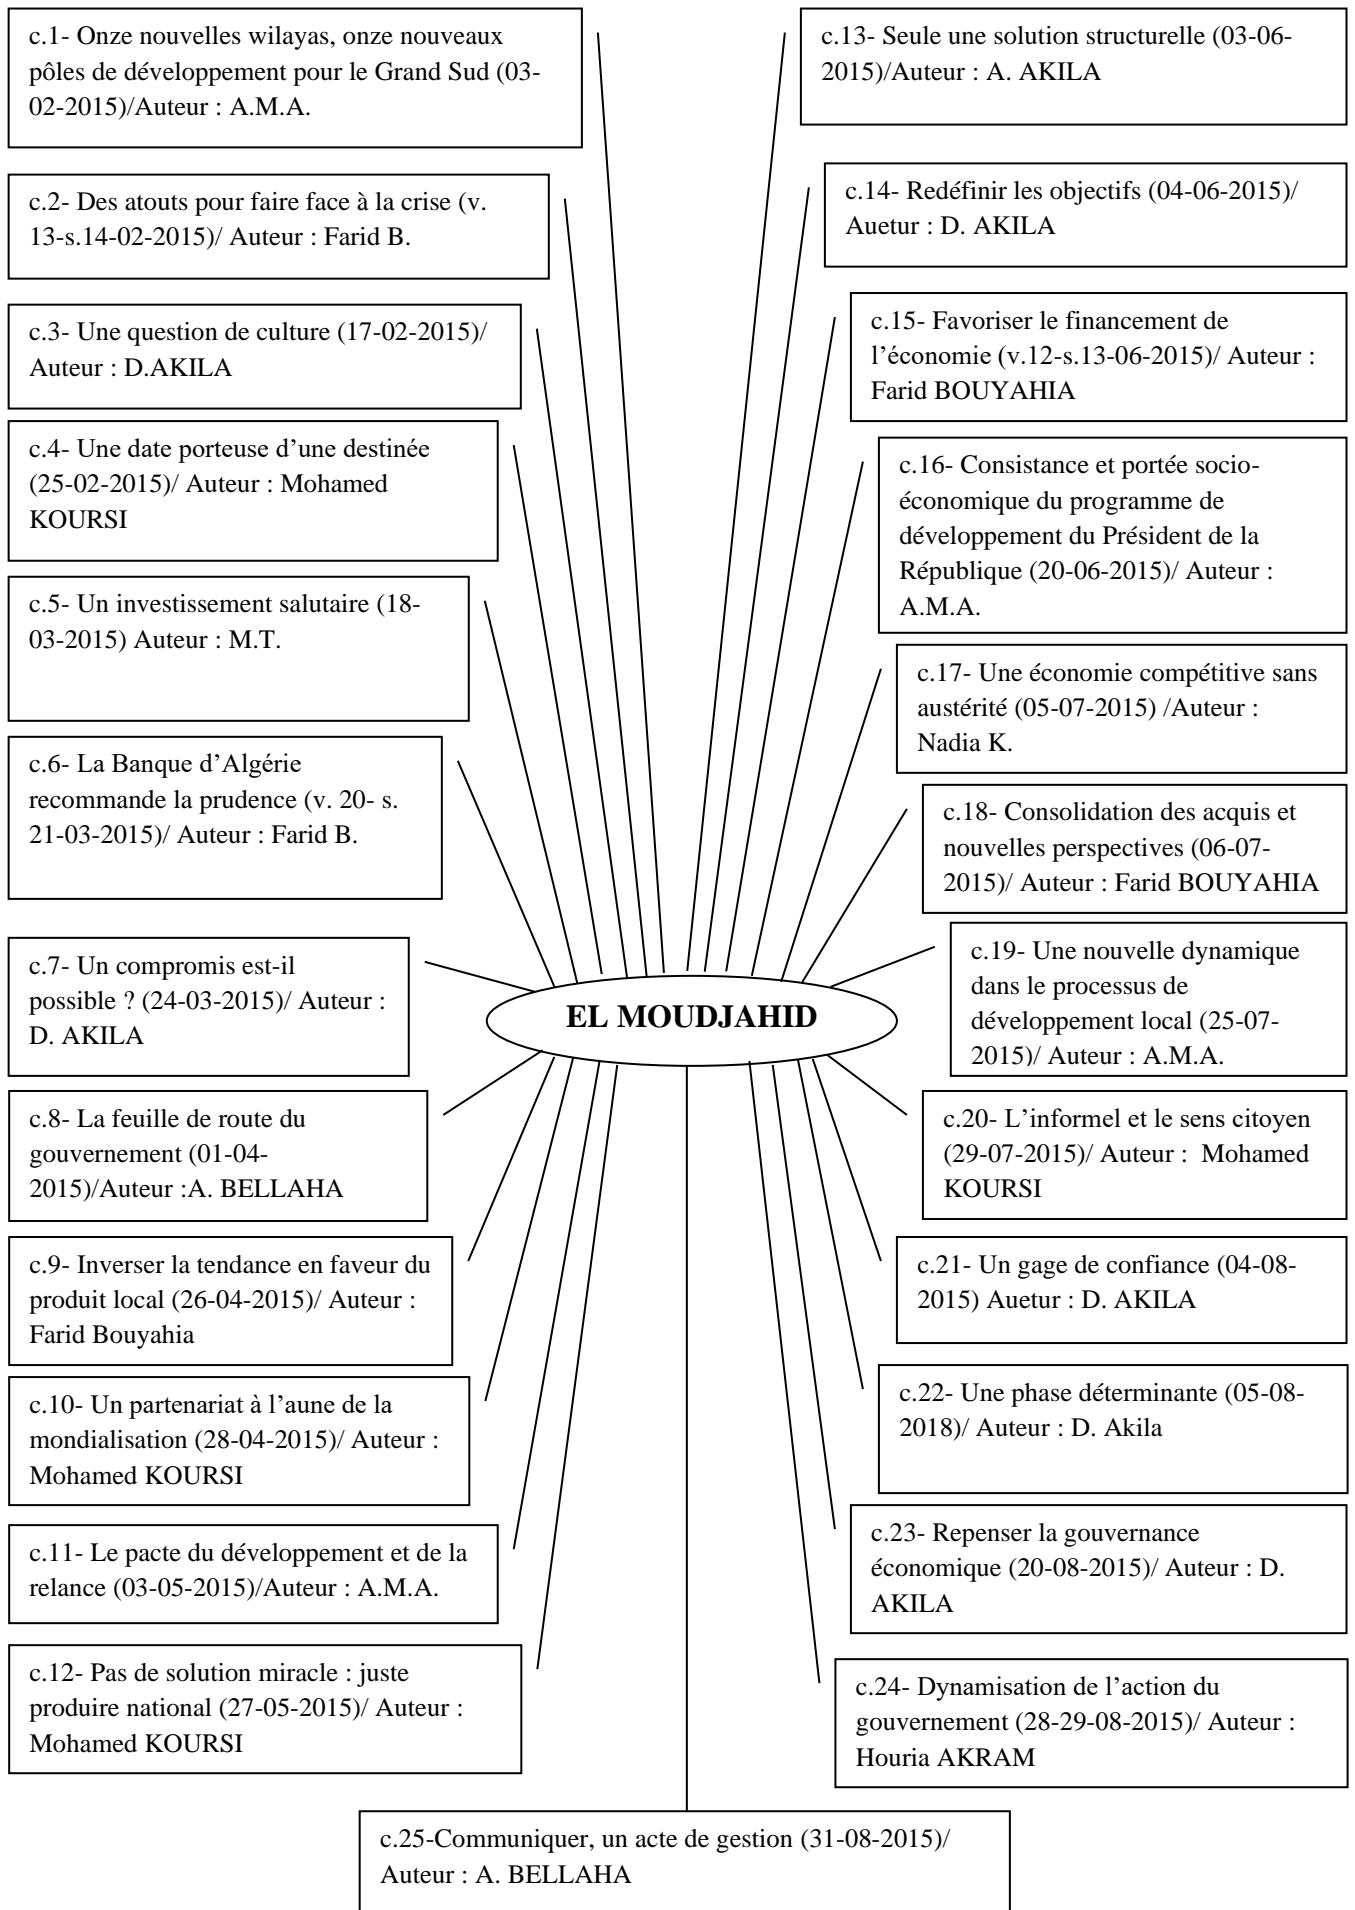 c.1- Onze nouvelles wilayas, onze nouveaux
pôles de développement pour le Grand Sud (03-
02-2015)/Auteur : A.M.A.
c.2- Des atouts pour faire face à la crise (v.
13-s.14-02-2015)/ Auteur : Farid B.
c.3- Une question de culture (17-02-2015)/
Auteur : D.AKILA
c.4- Une date porteuse d’une destinée
(25-02-2015)/ Auteur : Mohamed
KOURSI
c.5- Un investissement salutaire (18-
03-2015) Auteur : M.T.
c.6- La Banque d’Algérie
recommande la prudence (v. 20- s.
21-03-2015)/ Auteur : Farid B.
c.7- Un compromis est-il
possible ? (24-03-2015)/ Auteur :
D. AKILA
c.8- La feuille de route du
gouvernement (01-04-
2015)/Auteur :A. BELLAHA
c.9- Inverser la tendance en faveur du
produit local (26-04-2015)/ Auteur :
Farid Bouyahia
c.10- Un partenariat à l’aune de la
mondialisation (28-04-2015)/ Auteur :
Mohamed KOURSI
c.11- Le pacte du développement et de la
relance (03-05-2015)/Auteur : A.M.A.
c.12- Pas de solution miracle : juste
produire national (27-05-2015)/ Auteur :
Mohamed KOURSI
EL MOUDJAHID
c.13- Seule une solution structurelle (03-06-
2015)/Auteur : A. AKILA
c.14- Redéfinir les objectifs (04-06-2015)/
Auetur : D. AKILA
c.15- Favoriser le financement de
l’économie (v.12-s.13-06-2015)/ Auteur :
Farid BOUYAHIA
c.16- Consistance et portée socio-
économique du programme de
développement du Président de la
République (20-06-2015)/ Auteur :
A.M.A.
c.17- Une économie compétitive sans
austérité (05-07-2015) /Auteur :
Nadia K.
c.18- Consolidation des acquis et
nouvelles perspectives (06-07-
2015)/ Auteur : Farid BOUYAHIA
c.19- Une nouvelle dynamique
dans le processus de
développement local (25-07-
2015)/ Auteur : A.M.A.
c.20- L’informel et le sens citoyen
(29-07-2015)/ Auteur : Mohamed
KOURSI
c.21- Un gage de confiance (04-08-
2015) Auetur : D. AKILA
c.22- Une phase déterminante (05-08-
2018)/ Auteur : D. Akila
c.23- Repenser la gouvernance
économique (20-08-2015)/ Auteur : D.
AKILA
c.24- Dynamisation de l’action du
gouvernement (28-29-08-2015)/ Auteur :
Houria AKRAM
c.25-Communiquer, un acte de gestion (31-08-2015)/
Auteur : A. BELLAHA